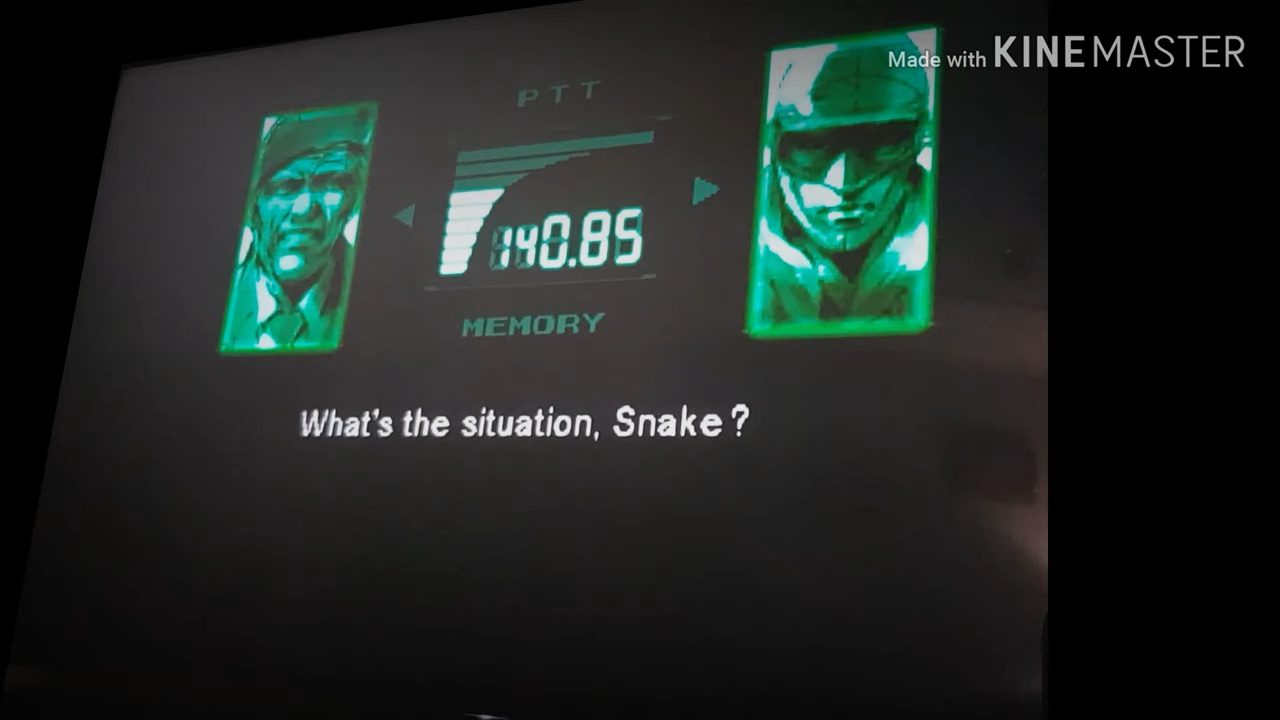 Made with KINEMASTER
PTT
140.85
MEMORY
What's the situation, Snake?